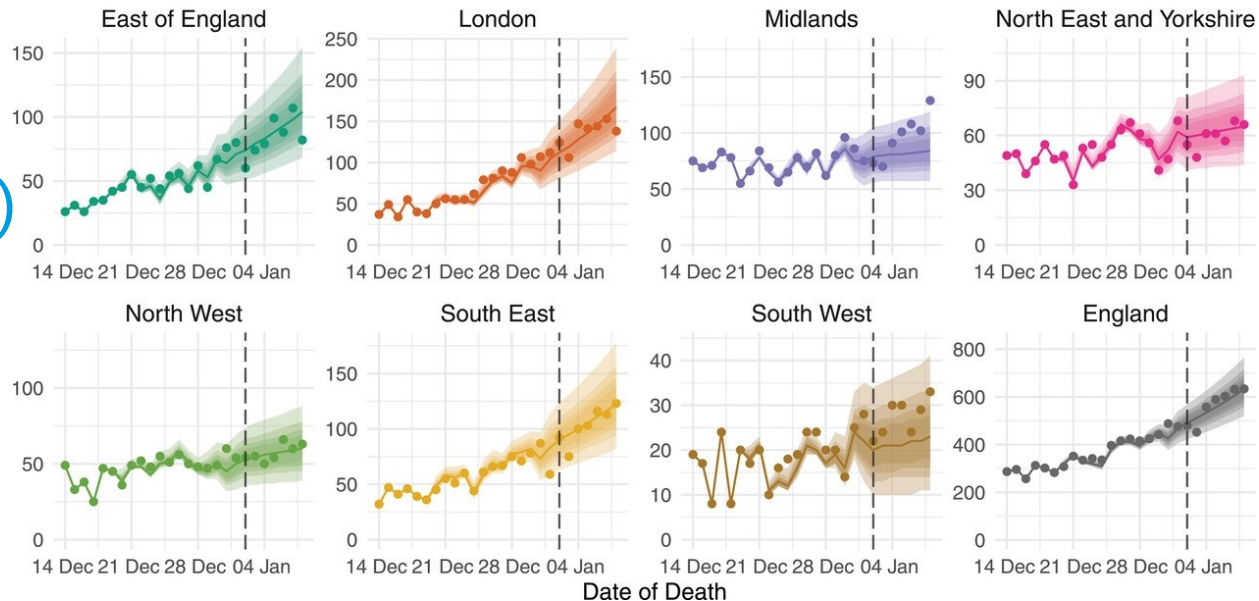 East of England
London
Midlands
North East and Yorkshire
150
100
50
0
250
200
150
100
50
0
150
100
50
0
90
60
30
0
14 Dec 21 Dec 28 Dec 04 Jan
14 Dec 21 Dec 28 Dec 04 Jan
14 Dec 21 Dec 28 Dec 04 Jan
14 Dec 21 Dec 28 Dec 04 Jan
North West
South East
South West
England
100
50
0
150
100
50
0
40
30
20
10
0
800
600
400
200
0
14 Dec 21 Dec 28 Dec 04 Jan
14 Dec 21 Dec 28 Dec 04 Jan
14 Dec 21 Dec 28 Dec 04 Jan
14 Dec 21 Dec 28 Dec 04 Jan
Date of Death